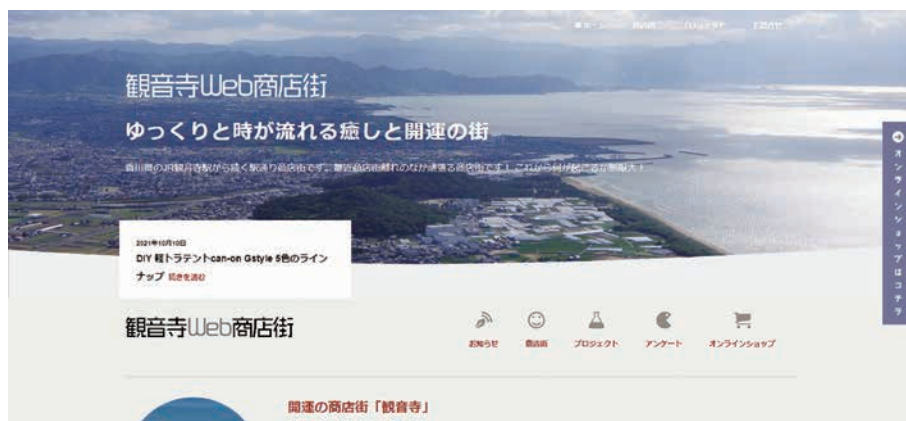 観音寺Web商店街
ゆっくりと時が流れる癒しと開運の街
2021年10月10日
DIY 軽トラテントcan-on Gstyle 5色のライン
ナップ 続きを読む
オンラインショップはコチラ
観音寺Web商店街
お知らせ 商店街 プロジェクト アンケート オンラインショップ
開運の商店街「観音寺」